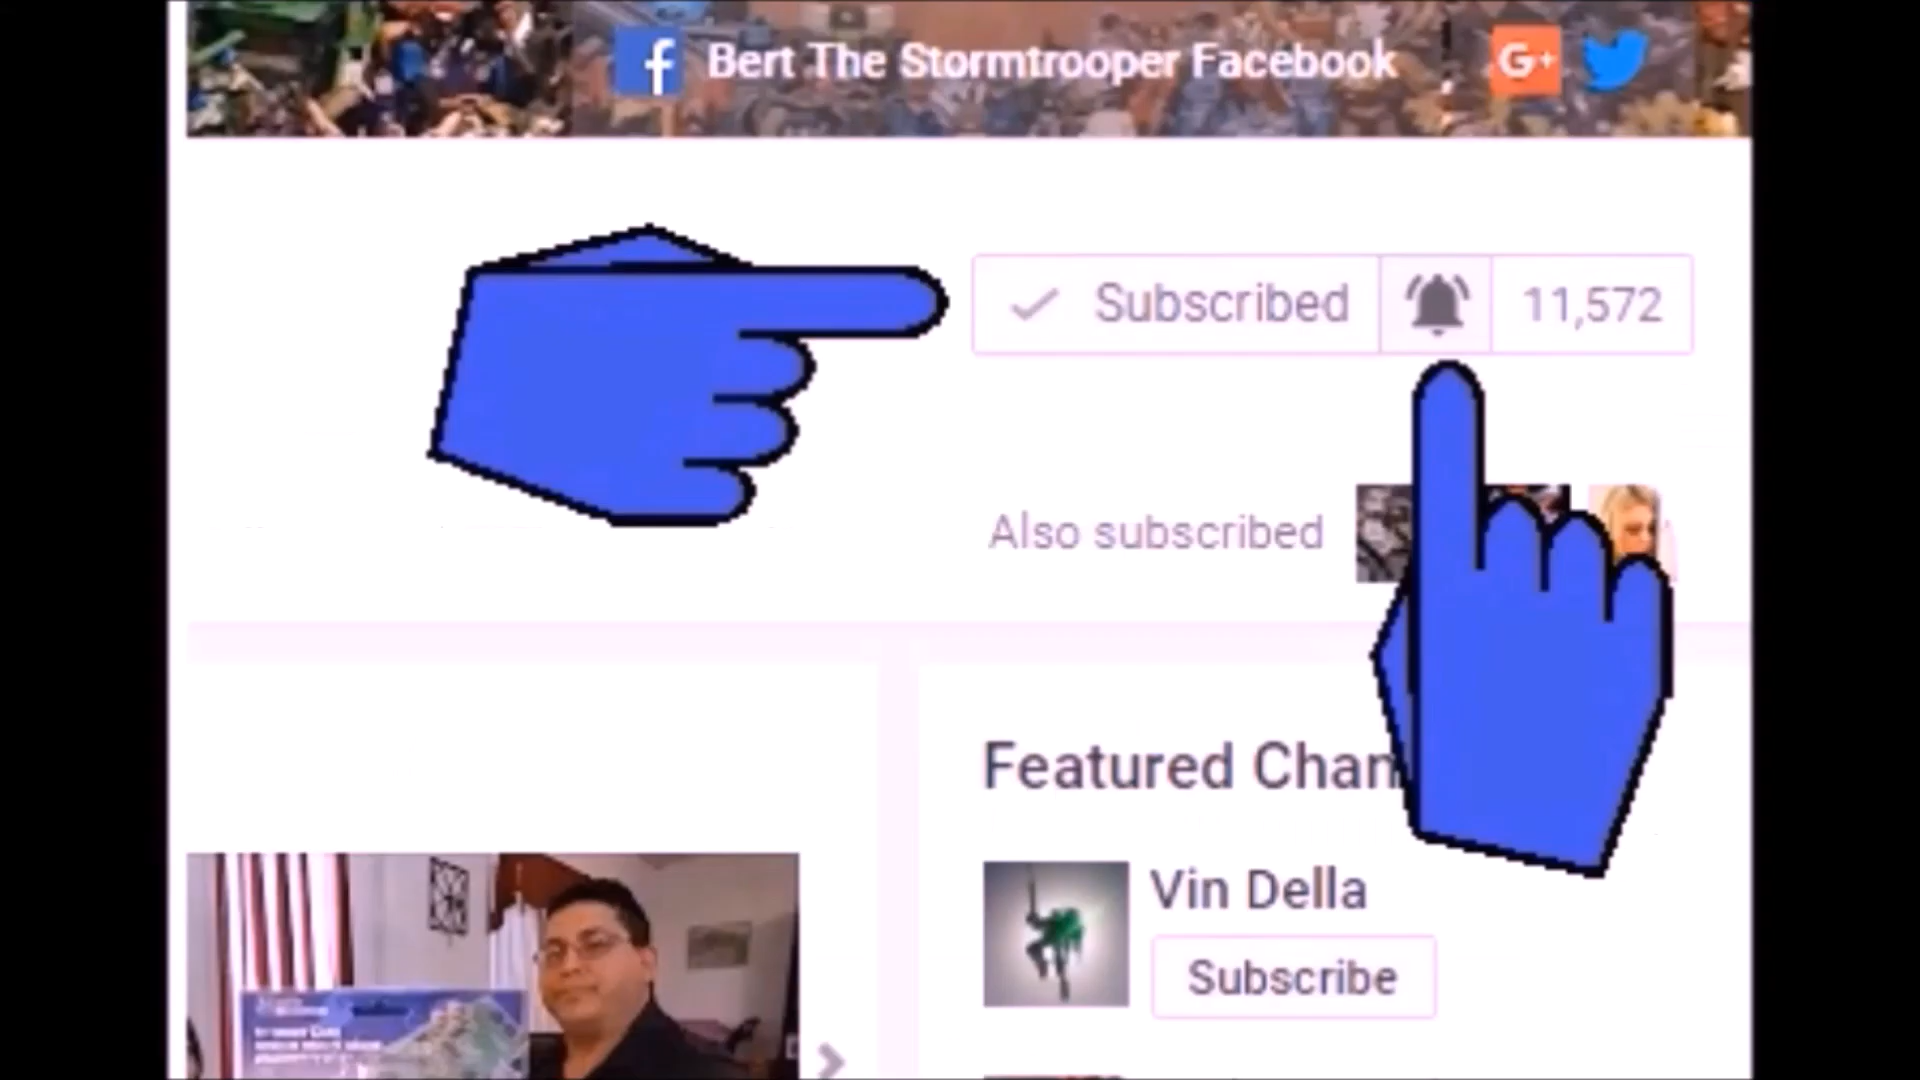 f Bert The Stormtrooper Facebook G+
Subscribed 11,572
Also subscribed
Featured Chan
Vin Della
Subscribe